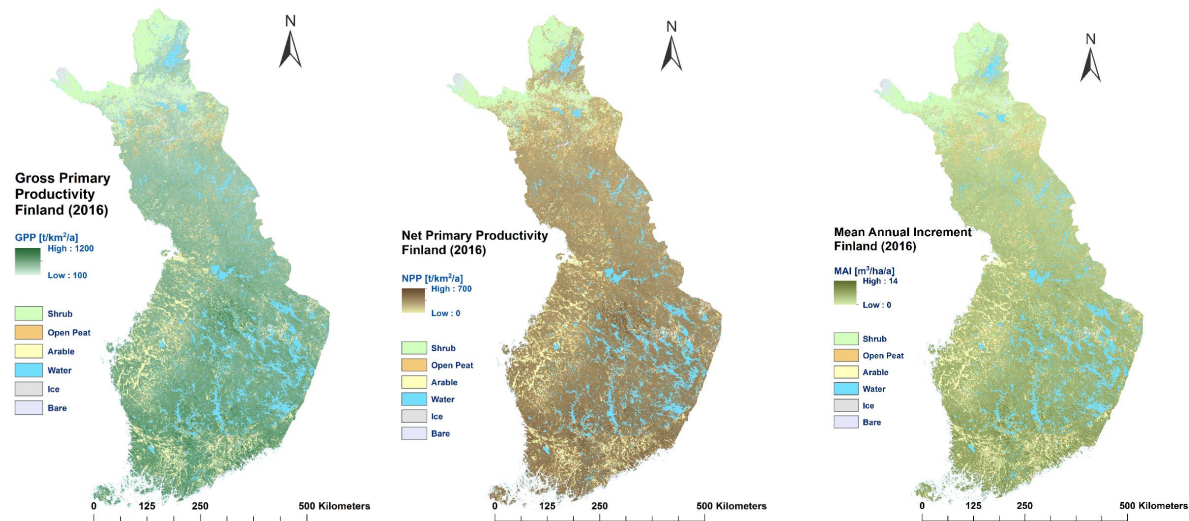 N
Gross Primary
Productivity
Finland (2016)
GPP [t/km²/a]
High : 1200
Low : 100
Shrub
Open Peat
Arable
Water
Ice
Bare
0 125 250 500 Kilometers
N
Net Primary Productivity
Finland (2016)
NPP [t/km²/a]
High : 700
Low : 0
Shrub
Open Peat
Arable
Water
Ice
Bare
0 125 250 500 Kilometers
N
Mean Annual Increment
Finland (2016)
MAI [m³/ha/a]
High : 14
Low : 0
Shrub
Open Peat
Arable
Water
Ice
Bare
0 125 250 500 Kilometers